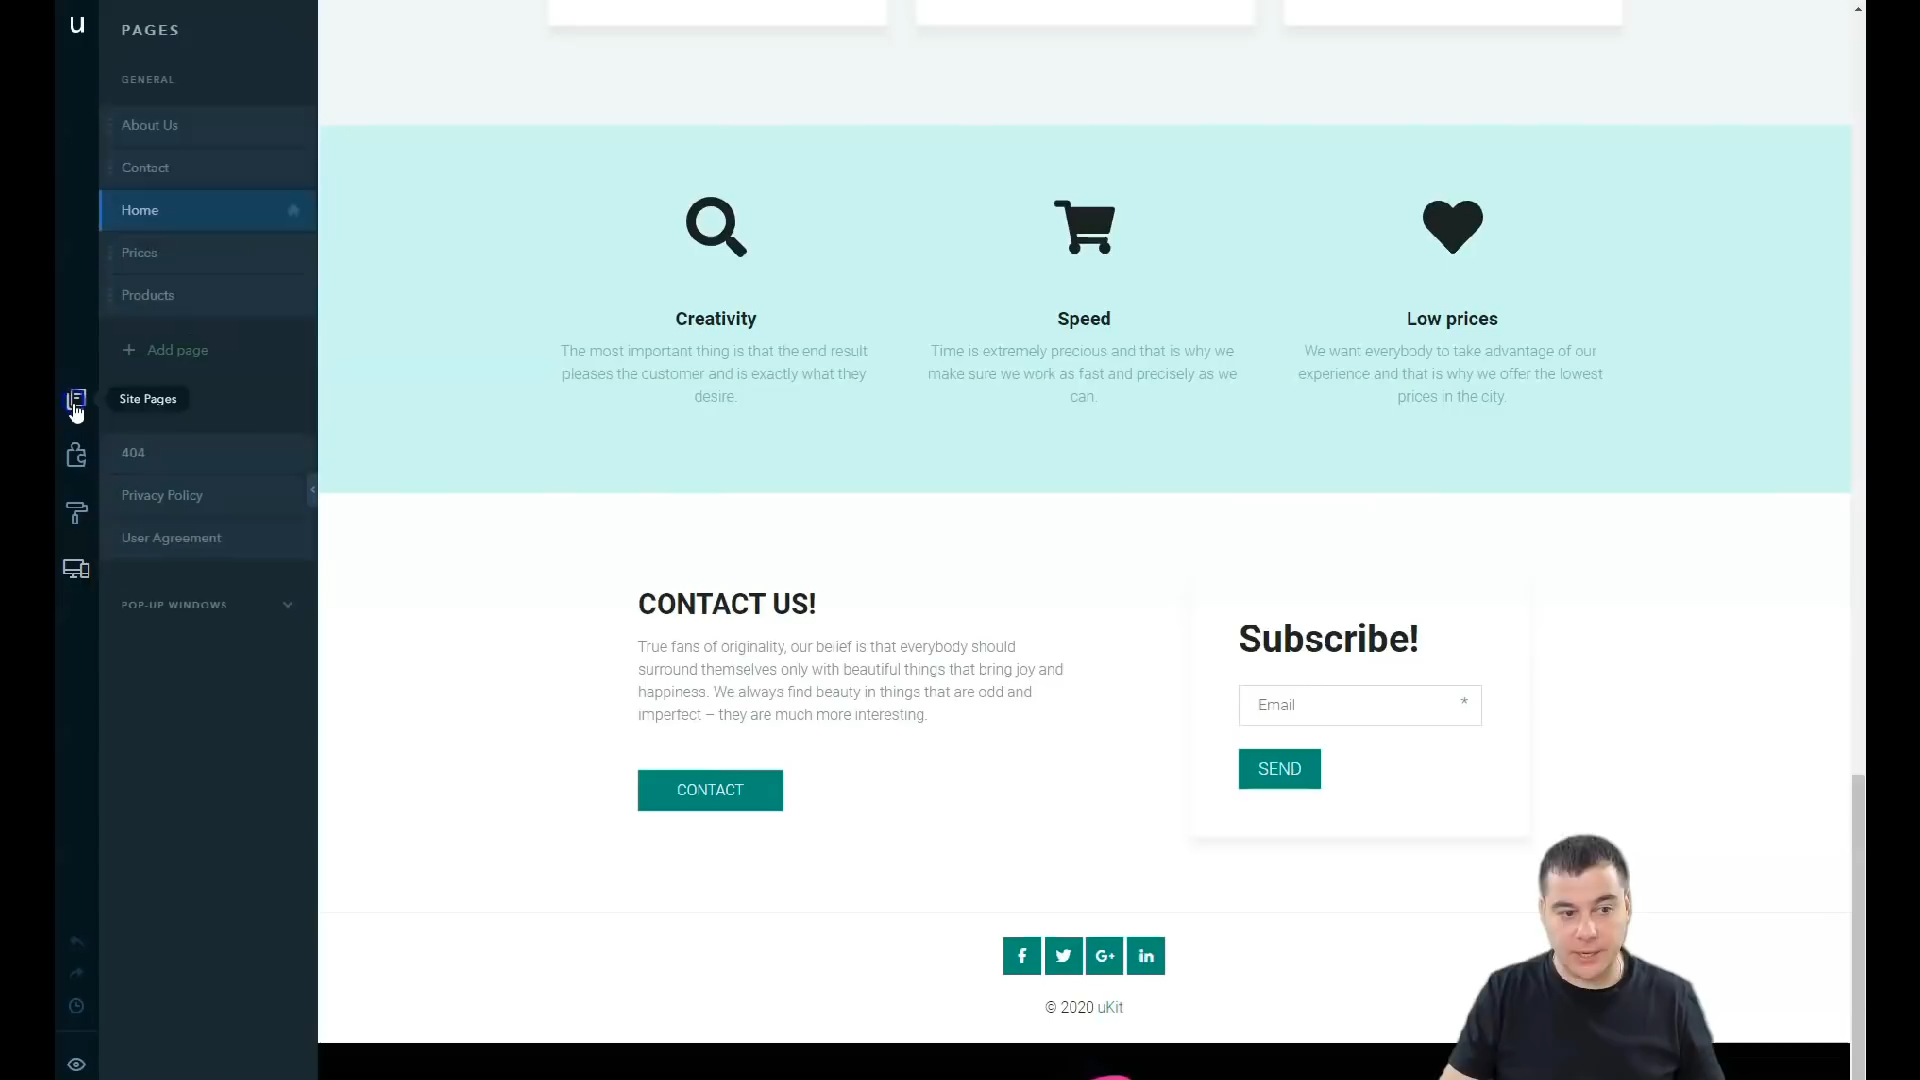 u
PAGES
GENERAL
About Us
Contact
Home
Prices
Products
+ Add page
Site Pages
404
Privacy Policy
User Agreement
POP-UP WINDOWS
Creativity
The most important thing is that the end result
pleases the customer and is exactly what they
desire.
Speed
Time is extremely precious and that is why we
make sure we work as fast and precisely as we
can.
Low prices
We want everybody to take advantage of our
experience and that is why we offer the lowest
prices in the city.
CONTACT US!
True fans of originality, our belief is that everybody should
surround themselves only with beautiful things that bring joy and
happiness. We always find beauty in things that are odd and
imperfect – they are much more interesting.
CONTACT
Subscribe!
Email *
SEND
f G+ in
© 2020 uKit